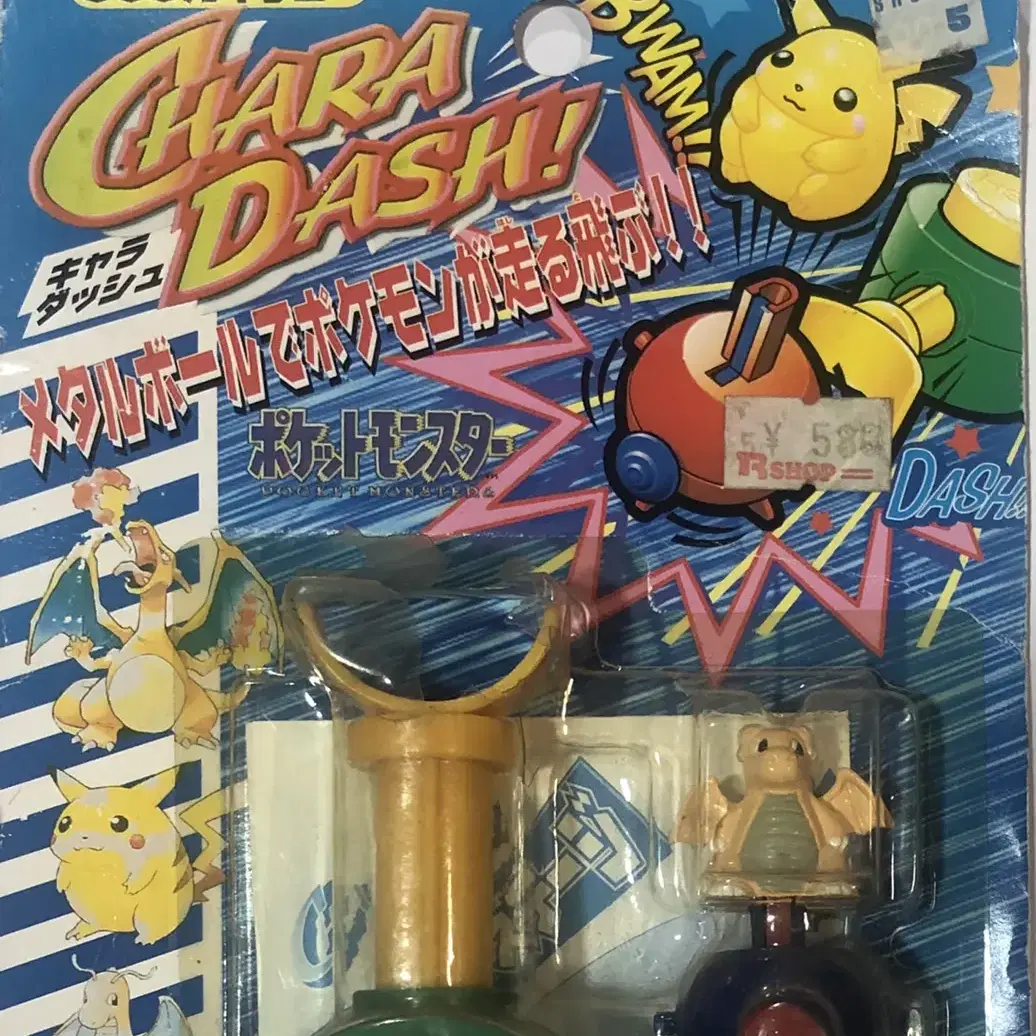 BWAM!!
5
CHARA
DASH!
キャラ
ダッシュ
メタルボールでポケモンが走る飛ぶ!!
ポケットモンスター
POCKET MONSTERS
¥ 58
SHOP
DASH!!